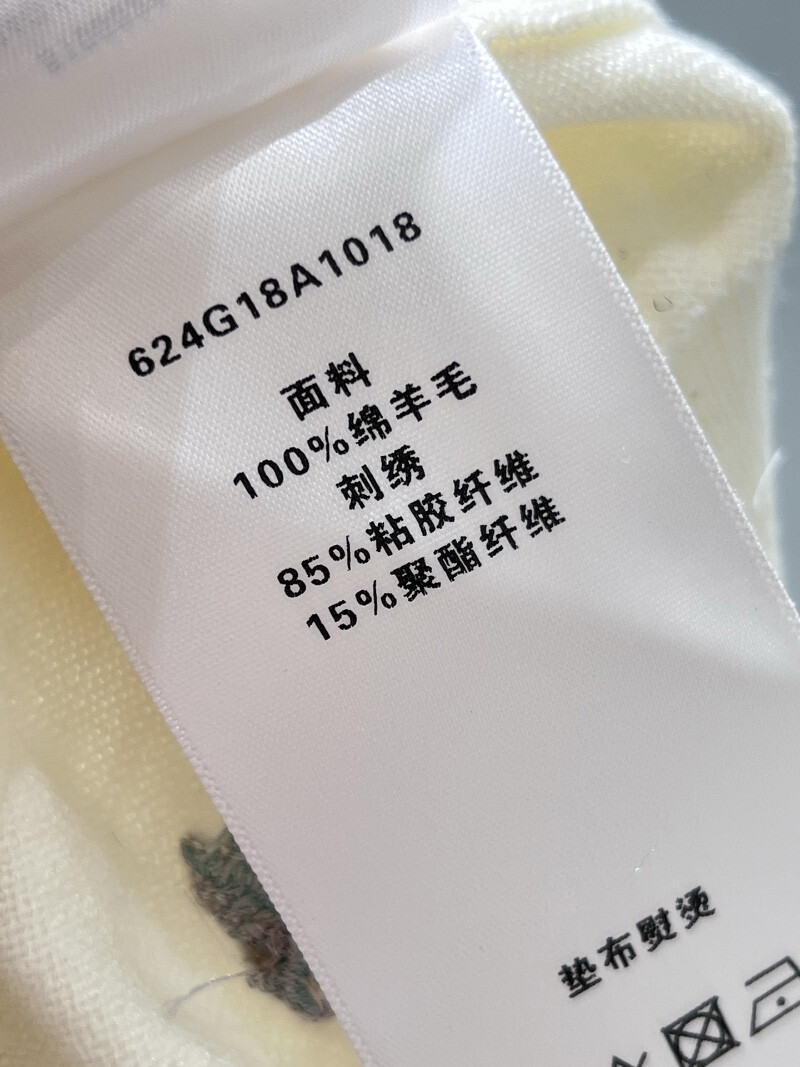 624G18A1018
面料
100%绵羊毛
刺绣
85%粘胶纤维
15%聚酯纤维
垫布熨烫